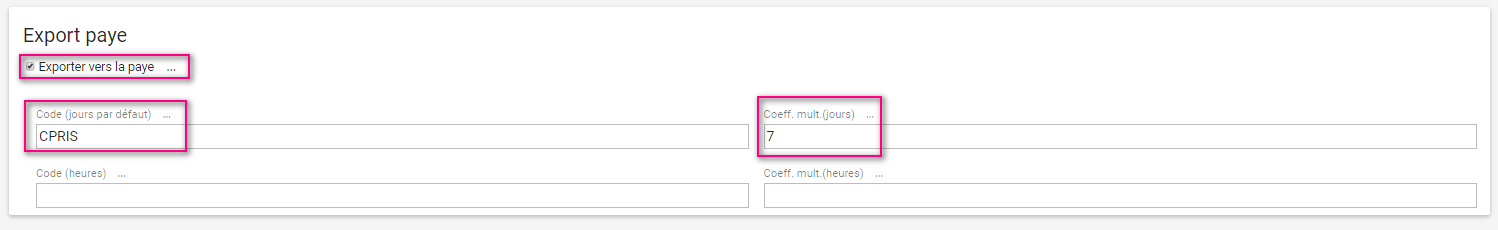 Export paye
Exporter vers la paye ...
Code (jours par défaut) ... Coeff. mult.(jours) ...
CPRIS 7
Code (heures) ... Coeff. mult.(heures) ...